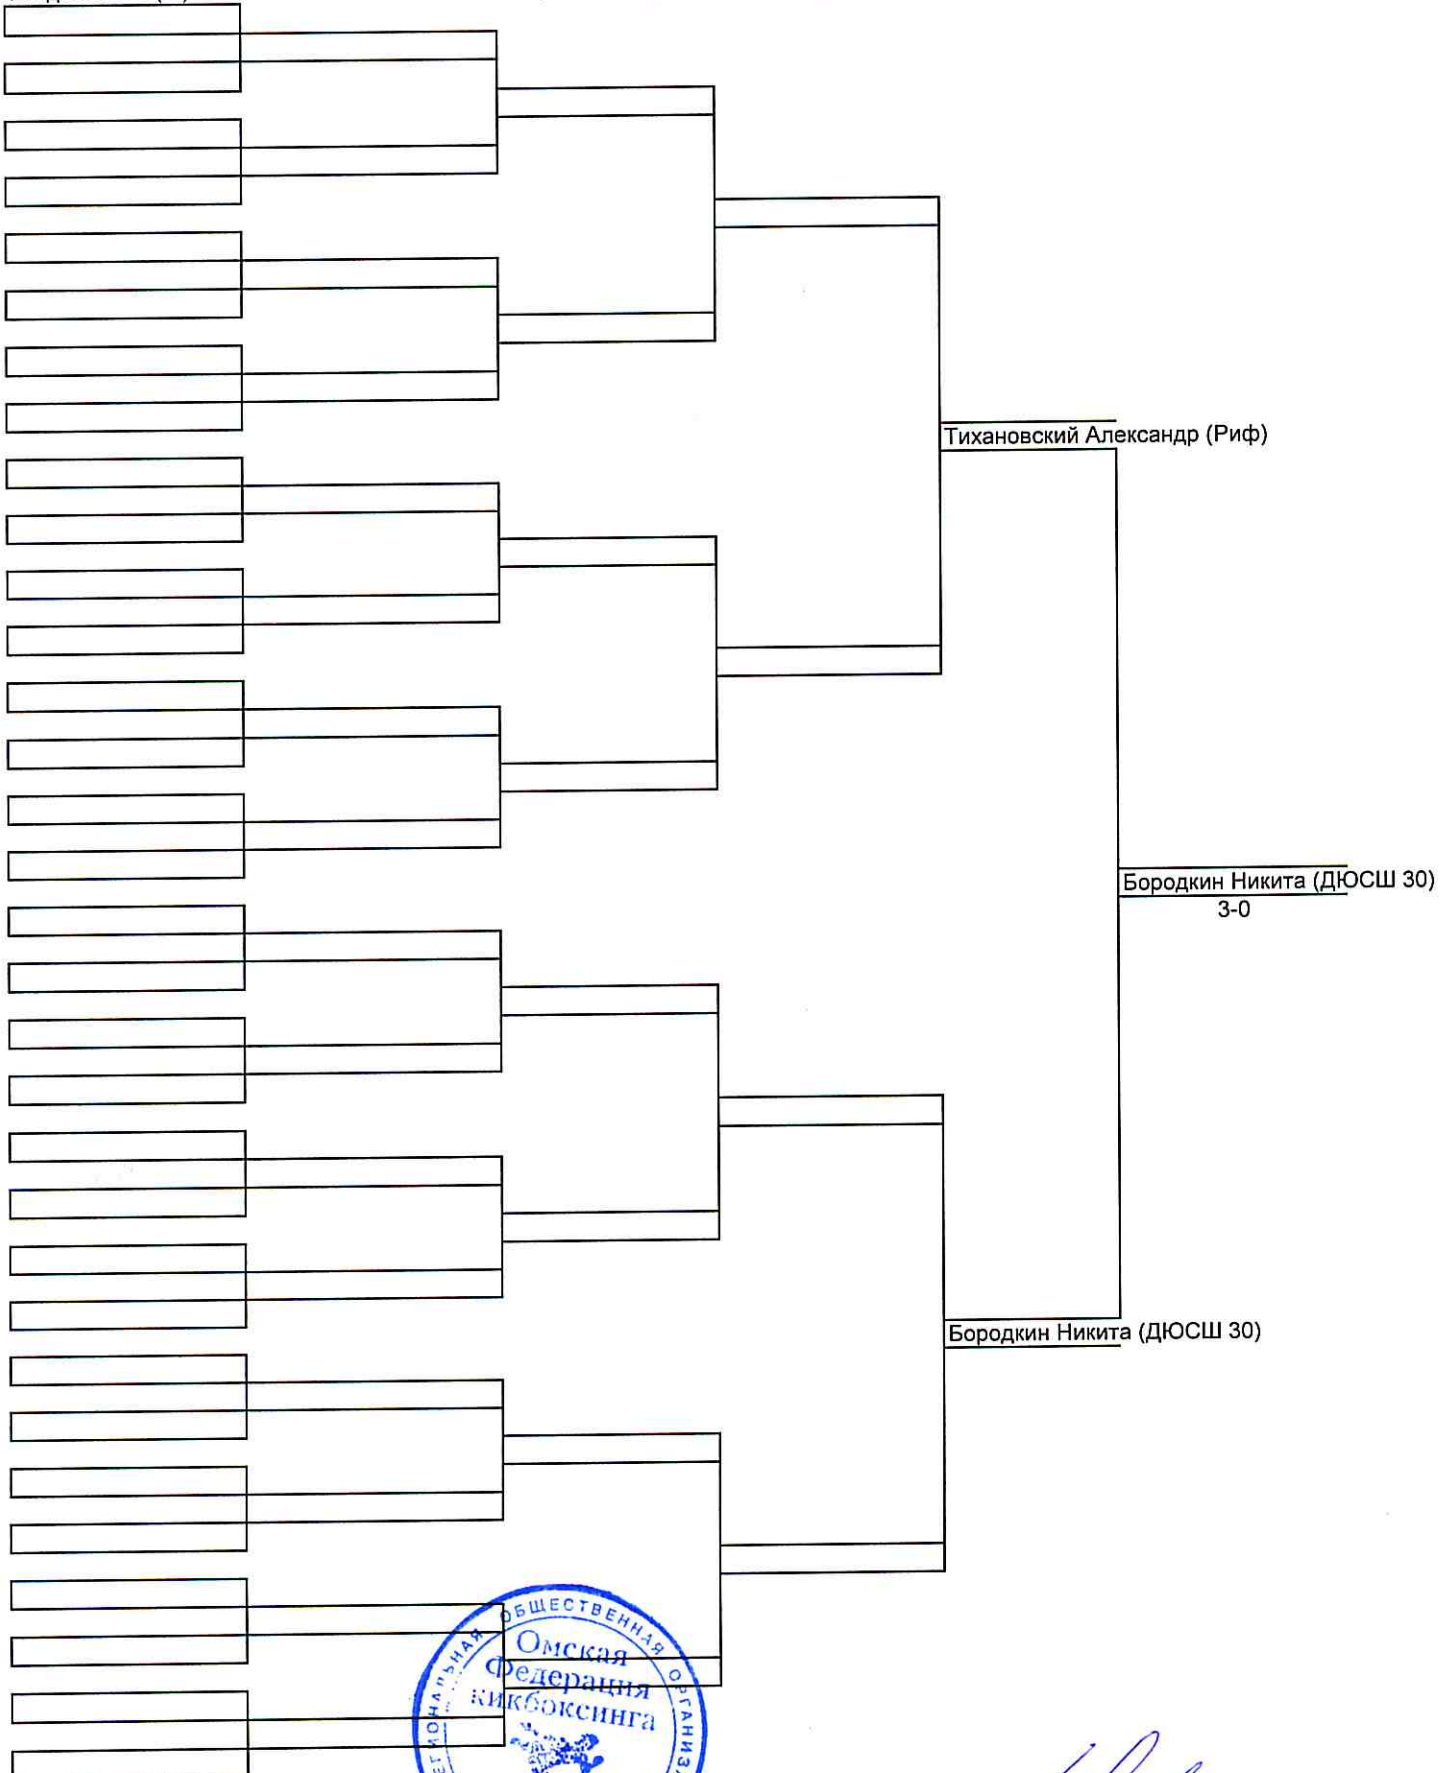 Тихановский Александр (Риф)
Бородкин Никита (ДЮСШ 30)
3-0
Бородкин Никита (ДЮСШ 30)
ОБЩЕСТВЕННАЯ
Омская
Федерация
кикбоксинга